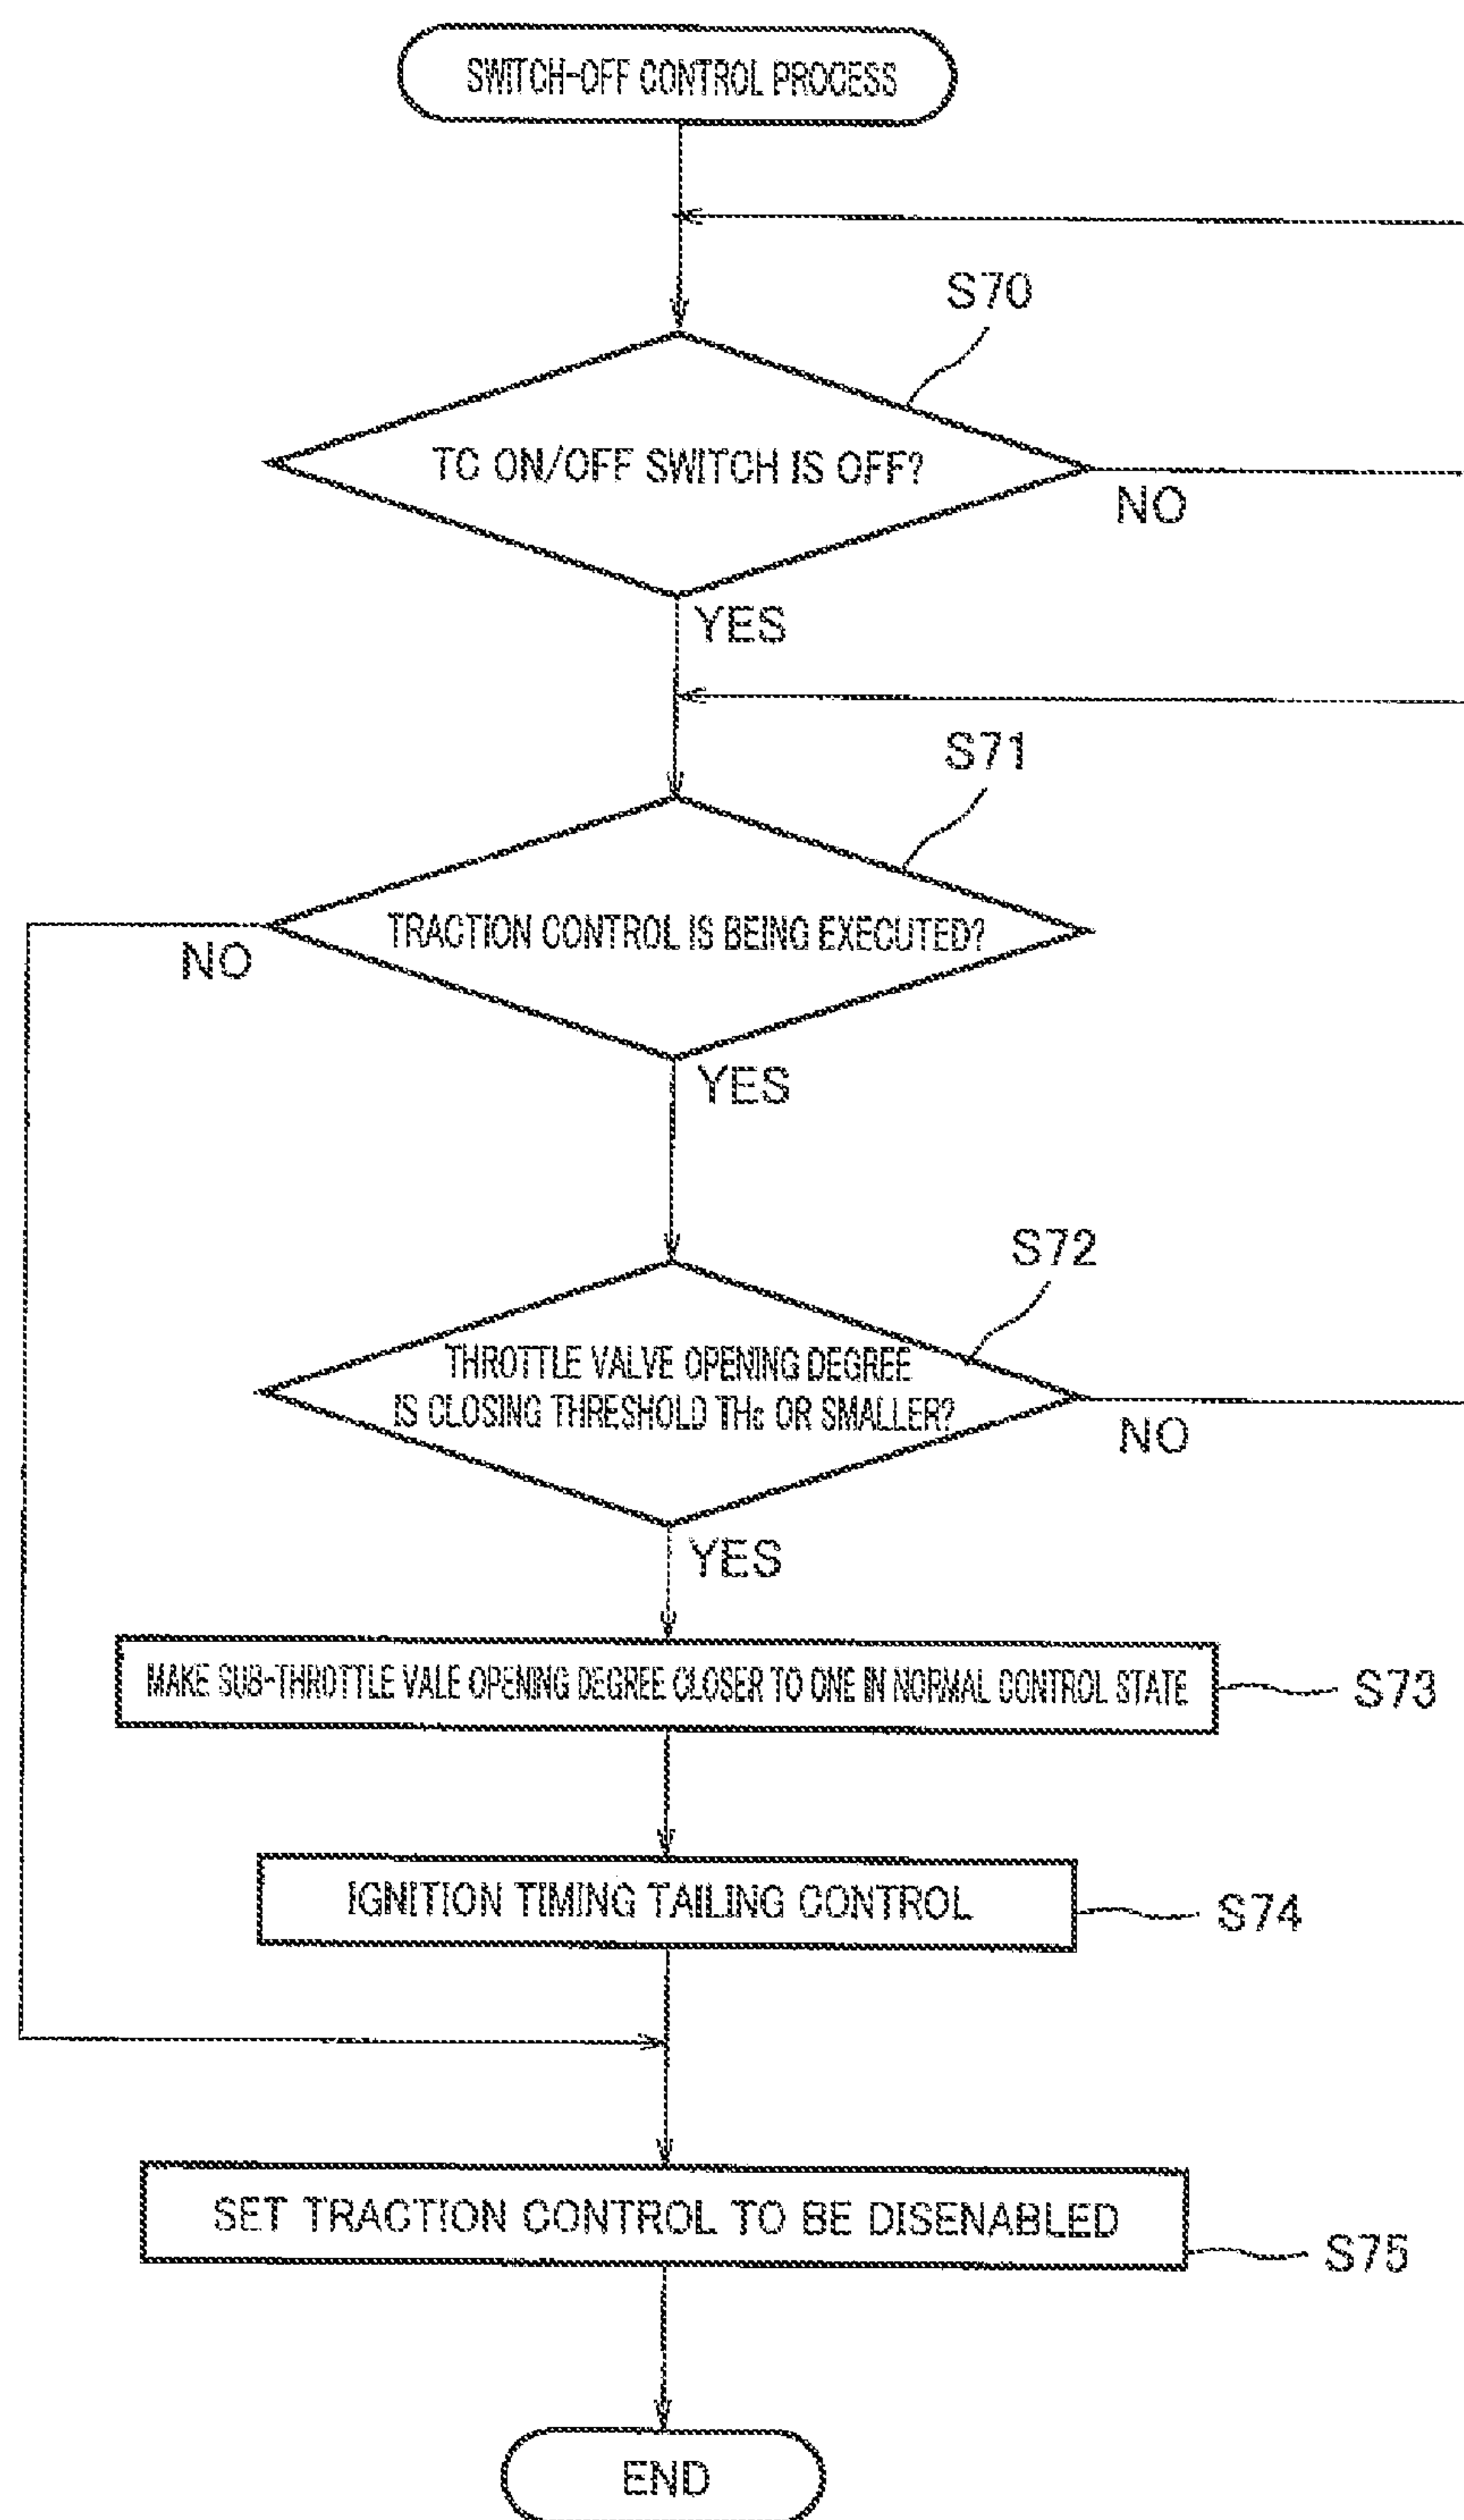 SWITCH-OFF CONTROL PROCESS
S70
TC ON/OFF SWITCH IS OFF?
NO
YES
S71
TRACTION CONTROL IS BEING EXECUTED?
NO
YES
S72
THROTTLE VALVE OPENING DEGREE
IS CLOSING THRESHOLD THc OR SMALLER?
NO
YES
MAKE SUB-THROTTLE VALE OPENING DEGREE CLOSER TO ONE IN NORMAL CONTROL STATE
S73
IGNITION TIMING TAILING CONTROL
S74
SET TRACTION CONTROL TO BE DISENABLED
S75
END